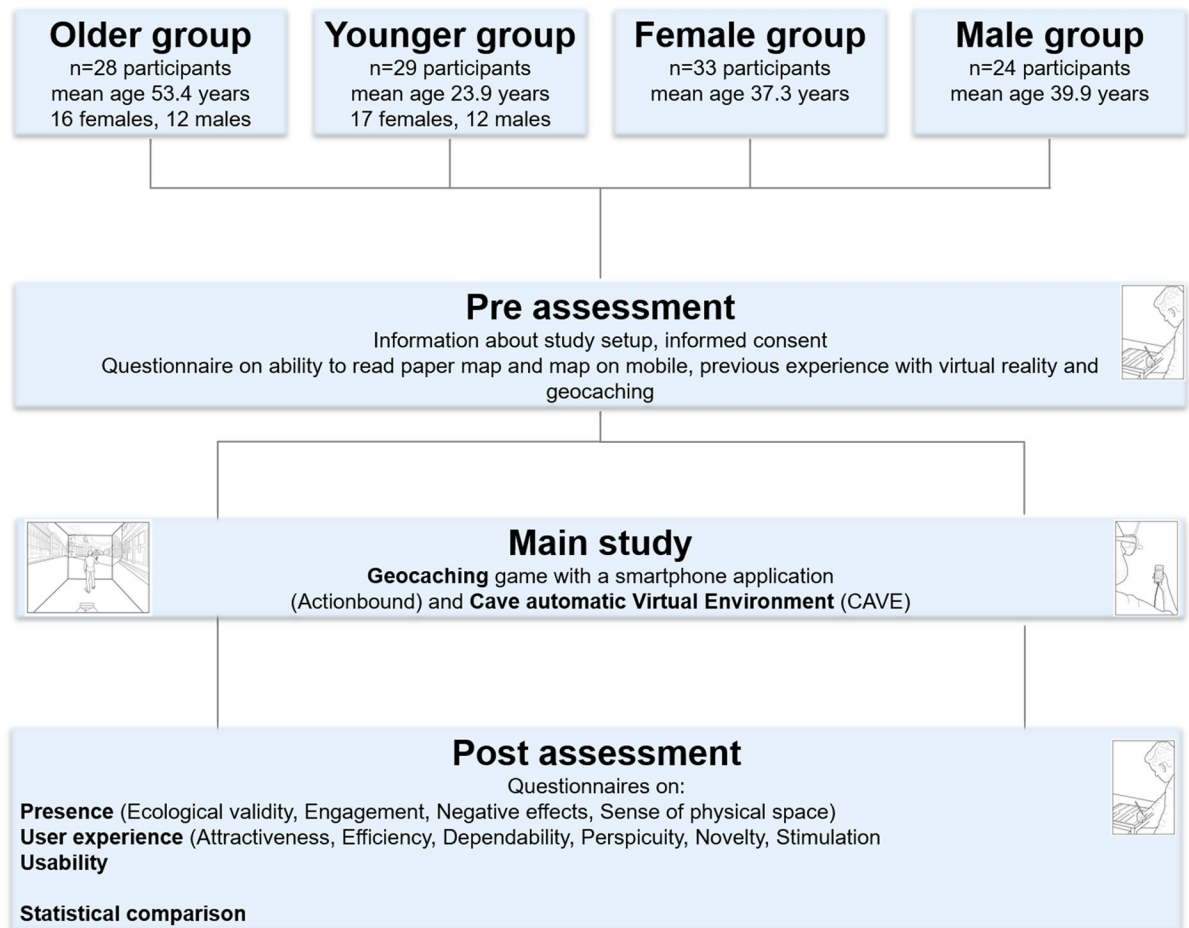 Older group
n=28 participants
mean age 53.4 years
16 females, 12 males
Younger group
n=29 participants
mean age 23.9 years
17 females, 12 males
Female group
n=33 participants
mean age 37.3 years
Male group
n=24 participants
mean age 39.9 years
Pre assessment
Information about study setup, informed consent
Questionnaire on ability to read paper map and map on mobile, previous experience with virtual reality and
geocaching
Main study
Geocaching game with a smartphone application
(Actionbound) and Cave automatic Virtual Environment (CAVE)
Post assessment
Questionnaires on:
Presence (Ecological validity, Engagement, Negative effects, Sense of physical space)
User experience (Attractiveness, Efficiency, Dependability, Perspicuity, Novelty, Stimulation
Usability
Statistical comparison